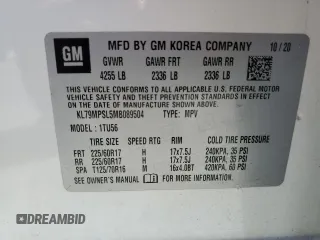 GM
MFD BY GM KOREA COMPANY 10/20
GVWR GAWR FRT GAWR RR
4255 LB 2336 LB 2336 LB
THIS VEHICLE CONFORMS TO ALL APPLICABLE U.S. FEDERAL MOTOR
VEHICLE SAFETY AND THEFT PREVENTION STANDARDS IN EFFECT ON
THE DATE OF MANUFACTURE SHOWN ABOVE.
KL79MPSL5MB089504 TYPE: MPV
MODEL: 1TU56
TIRE SIZE SPEED RTG RIM COLD TIRE PRESSURE
FRT 225/60R17 H 17x7.5J 240KPA, 35 PSI
RR 225/60R17 H 17x7.5J 240KPA, 35 PSI
SPA T125/70R16 M 16x4.0BT 420KPA, 60 PSI
SEE OWNER'S MANUAL FOR MORE INFORMATION.
DREAMBID